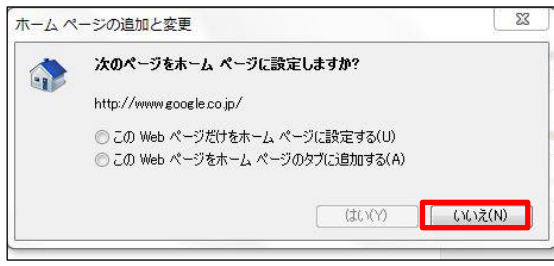 ホーム ページの追加と変更
次のページをホーム ページに設定しますか?
http://www.google.co.jp/
この Web ページだけをホーム ページに設定する(U)
この Web ページをホーム ページのタブに追加する(A)
はい(Y) いいえ(N)